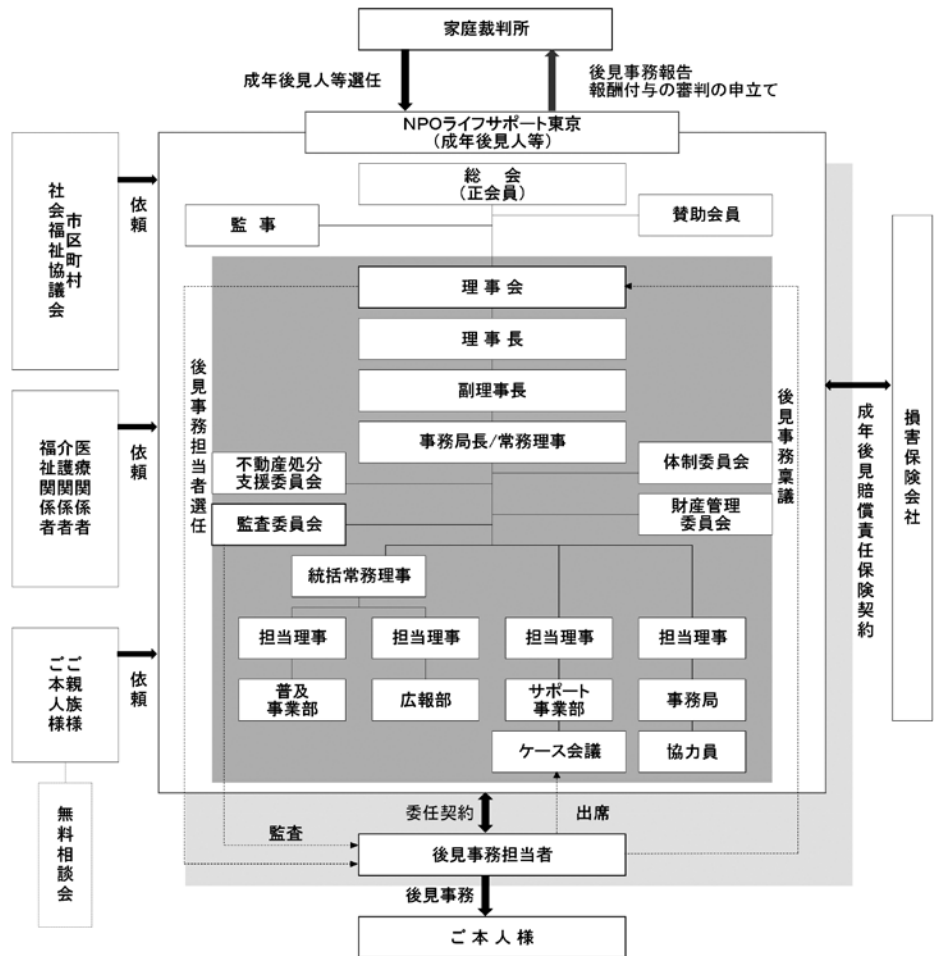 家庭裁判所
成年後見人等選任
後見事務報告
報酬付与の審判の申立て
NPOライフサポート東京
(成年後見人等)
市区町村
社会福祉協議会
依頼
総 会
(正会員)
監 事
賛助会員
理 事 会
理 事 長
副理事長
事務局長/常務理事
後見事務担当者選任
後見事務稟議
医療関係者
介護関係者
福祉関係者
依頼
不動産処分
支援委員会
体制委員会
監査委員会
財産管理
委員会
成年後見賠償責任保険契約
損害保険会社
統括常務理事
担当理事
担当理事
担当理事
担当理事
普及
事業部
広報部
サポート
事業部
事務局
ケース会議
協力員
ご親族様
ご本人様
依頼
無料相談会
委任契約
出席
監査
後見事務担当者
後見事務
ご 本 人 様